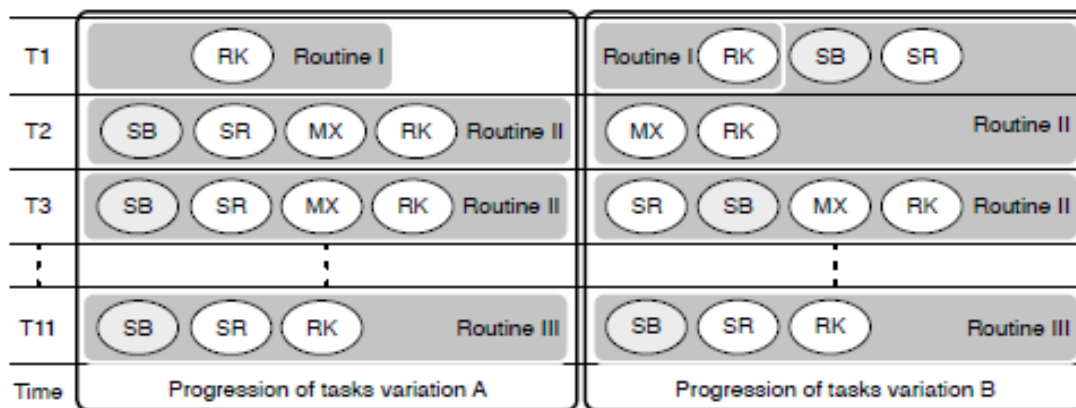 T1 RK Routine I Routine I RK SB SR
T2 SB SR MX RK Routine II MX RK Routine II
T3 SB SR MX RK Routine II SR SB MX RK Routine II
T11 SB SR RK Routine III SB SR RK Routine III
Time Progression of tasks variation A Progression of tasks variation B